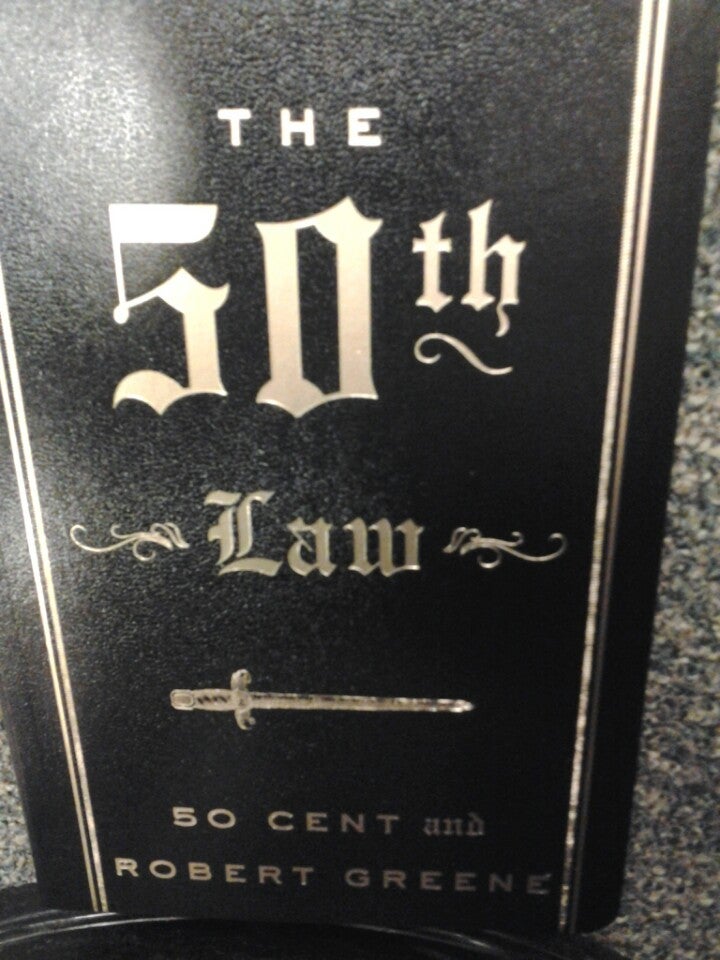 THE
50th
Law
50 CENT and
ROBERT GREENE